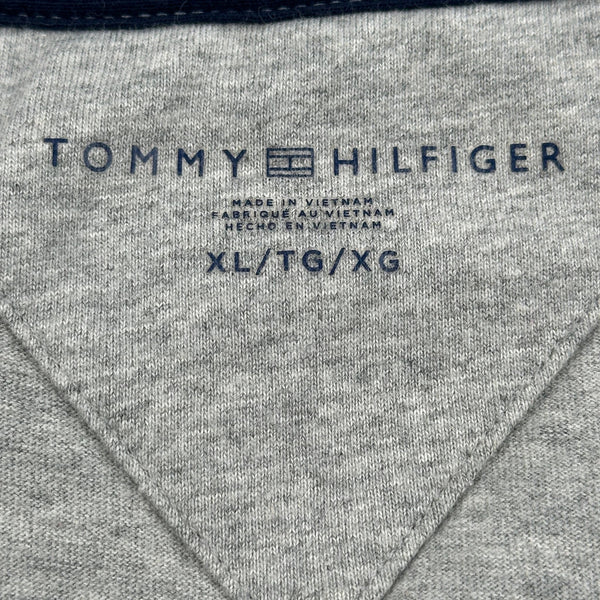 TOMMY HILFIGER
MADE IN VIETNAM
FABRIQUÉ AU VIETNAM
HECHO EN VIETNAM
XL/TG/XG